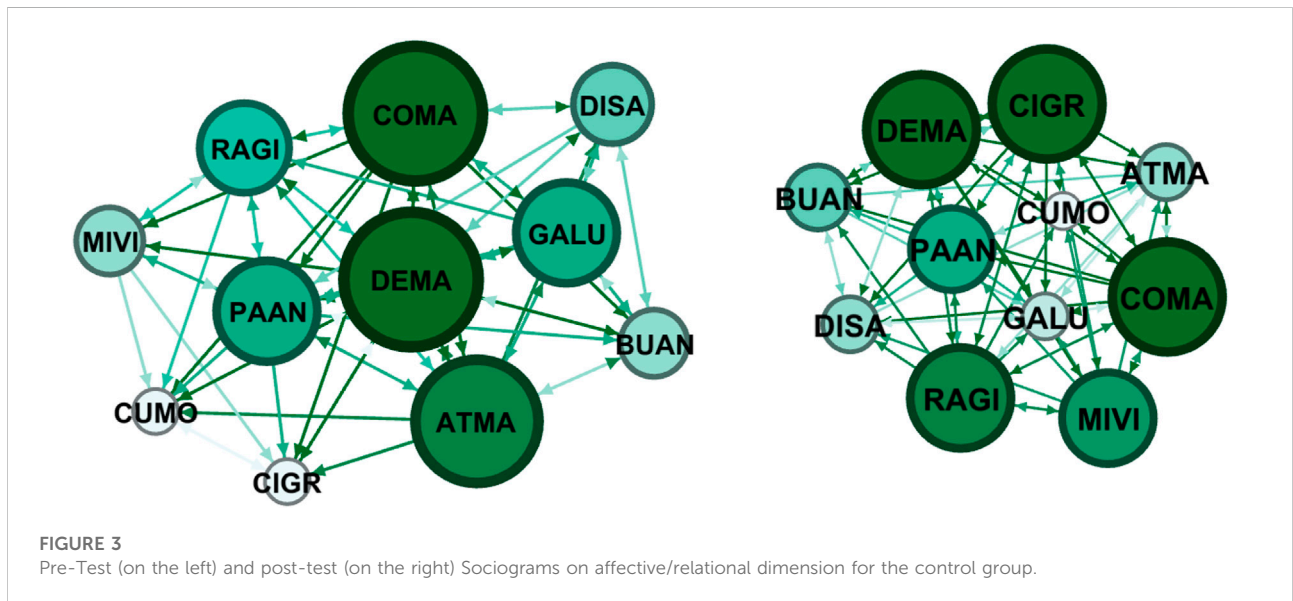 COMA
DISA
RAGI
GALU
MIVI
DEMA
PAAN
BUAN
CUMO
ATMA
CIGR
CIGR
DEMA
ATMA
BUAN
CUMO
PAAN
COMA
DISA
GALU
RAGI
MIVI
FIGURE 3
Pre-Test (on the left) and post-test (on the right) Sociograms on affective/relational dimension for the control group.